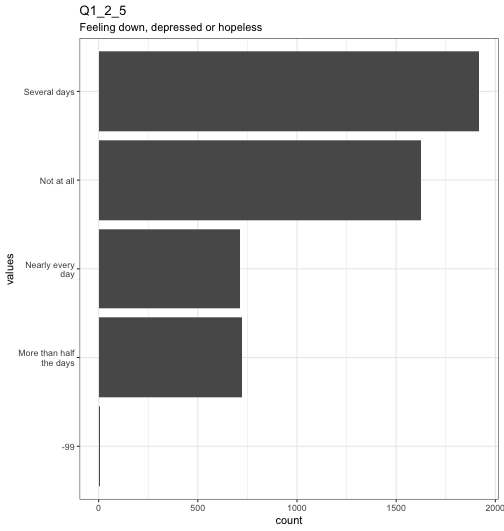 Q1_2_5
Feeling down, depressed or hopeless
values
Several days
Not at all
Nearly every
day
More than half
the days
-99
0
500
1000
1500
2000
count